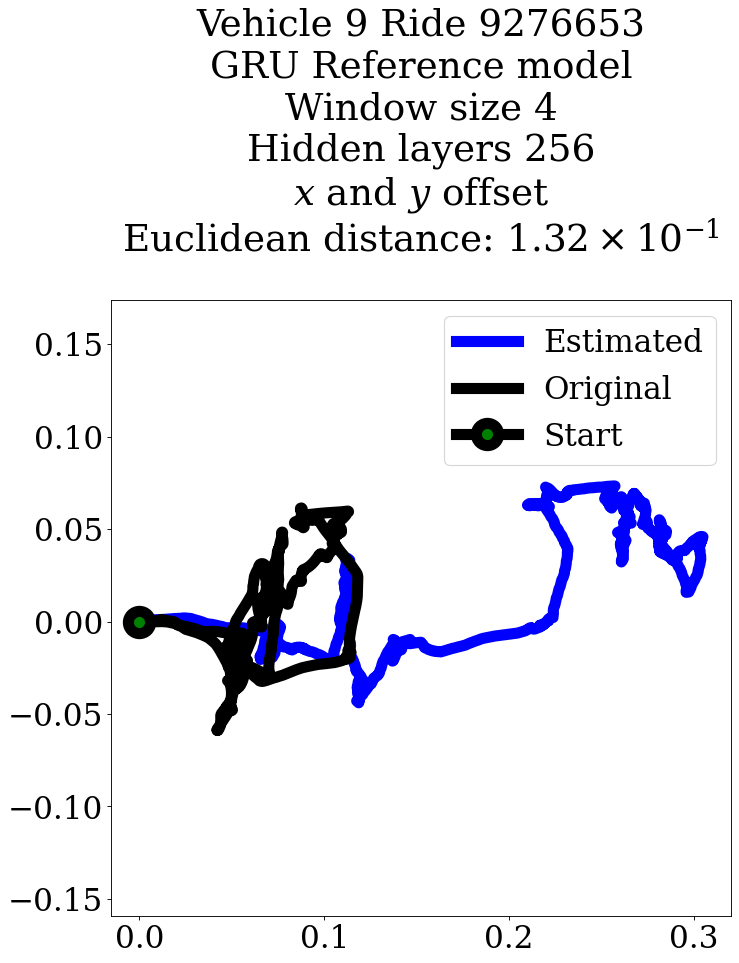 Vehicle 9 Ride 9276653
GRU Reference model
Window size 4
Hidden layers 256
x and y offset
Euclidean distance: 1.32 × 10⁻¹
Estimated
Original
Start
0.15
0.10
0.05
0.00
−0.05
−0.10
−0.15
0.0 0.1 0.2 0.3